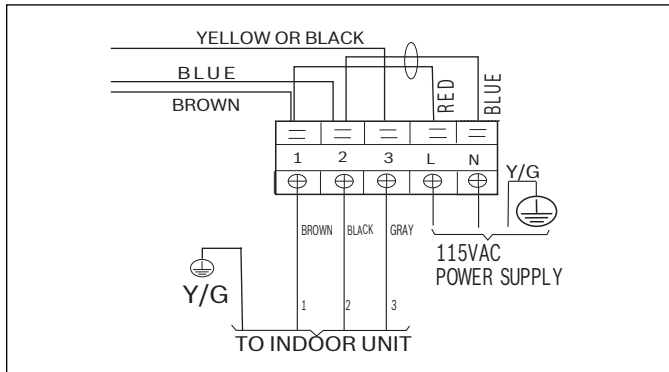 YELLOW OR BLACK
BLUE
BROWN
RED
BLUE
1 2 3 L N
Y/G
BROWN
BLACK
GRAY
115VAC
POWER SUPPLY
Y/G
1 2 3
TO INDOOR UNIT